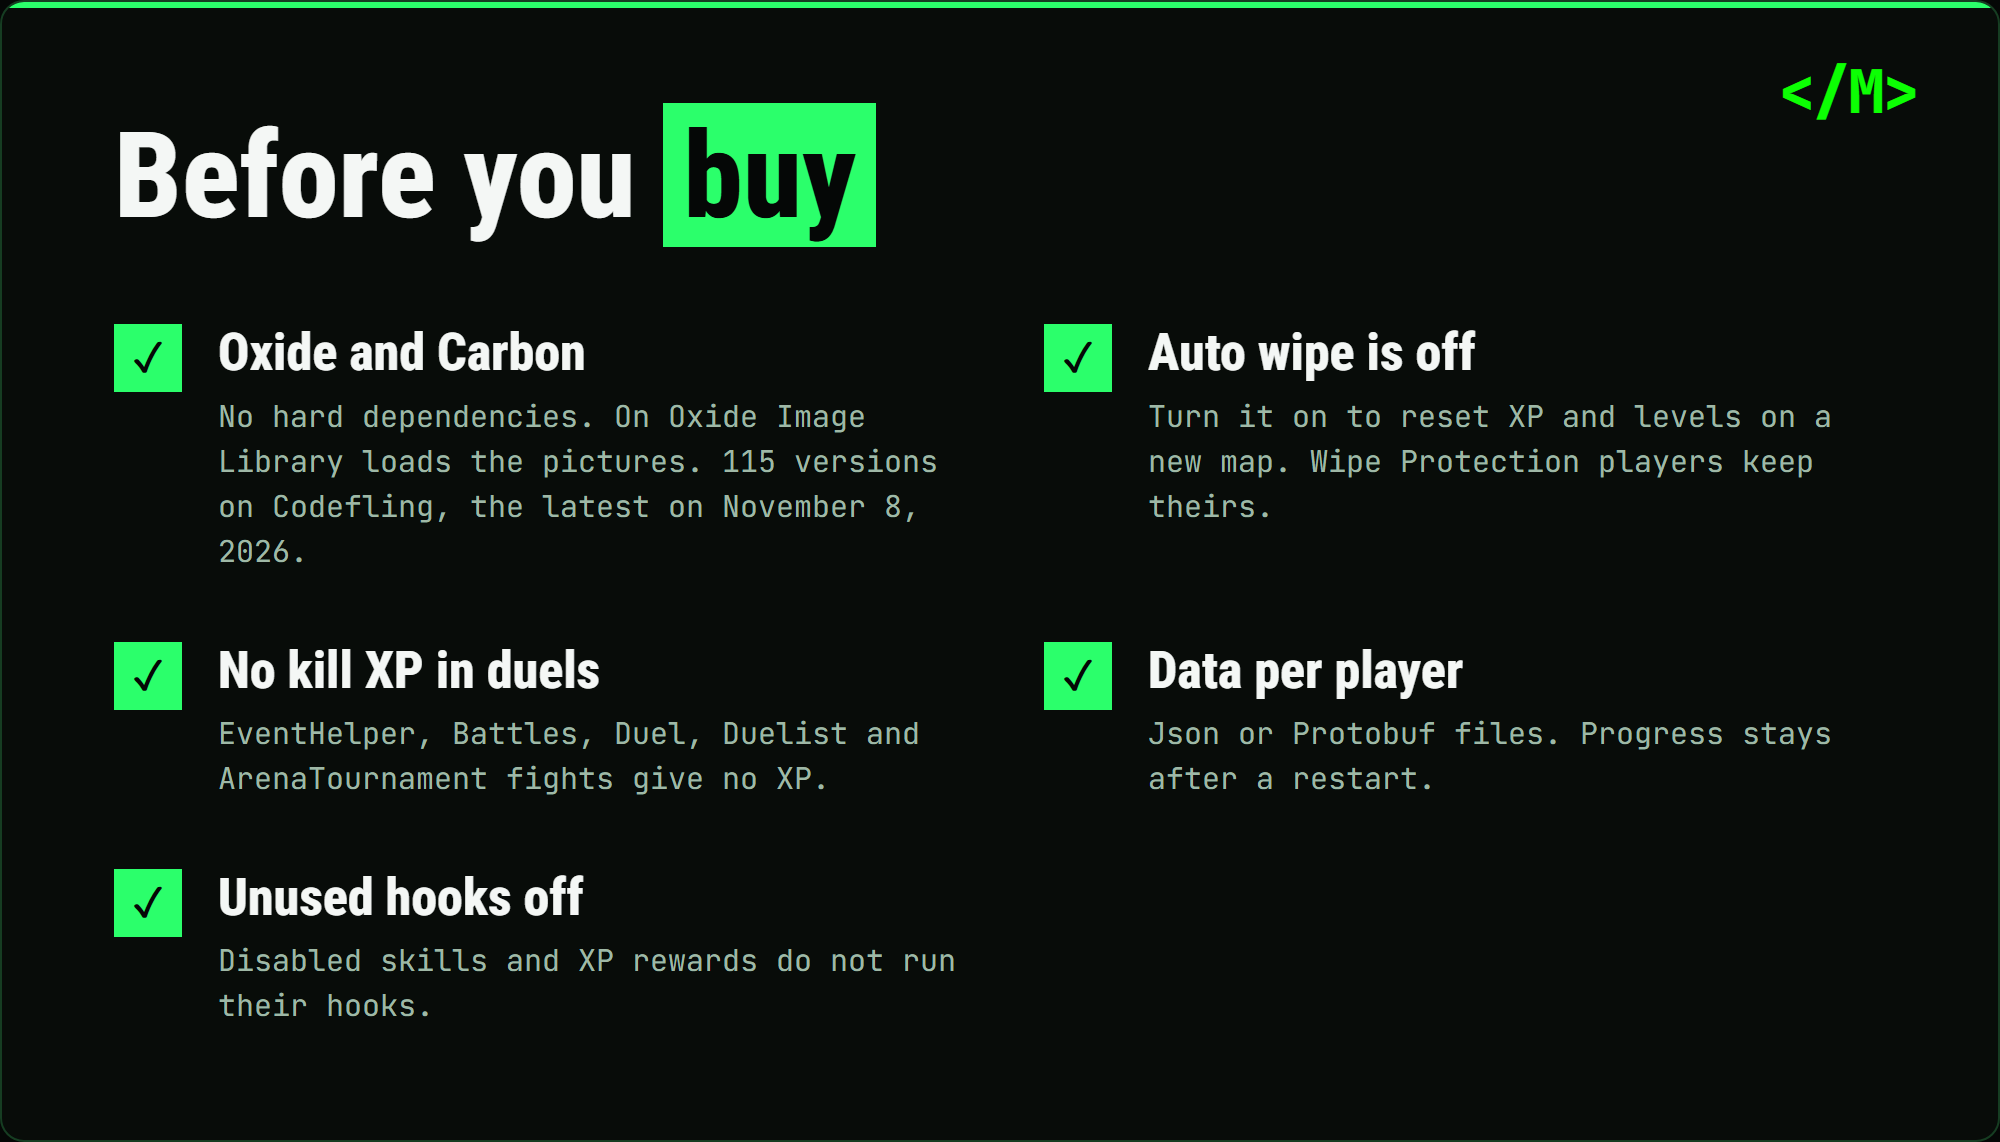 </M>
Before you buy
✓ Oxide and Carbon
No hard dependencies. On Oxide Image
Library loads the pictures. 115 versions
on Codefling, the latest on November 8,
2026.
✓ Auto wipe is off
Turn it on to reset XP and levels on a
new map. Wipe Protection players keep
theirs.
✓ No kill XP in duels
EventHelper, Battles, Duel, Duelist and
ArenaTournament fights give no XP.
✓ Data per player
Json or Protobuf files. Progress stays
after a restart.
✓ Unused hooks off
Disabled skills and XP rewards do not run
their hooks.